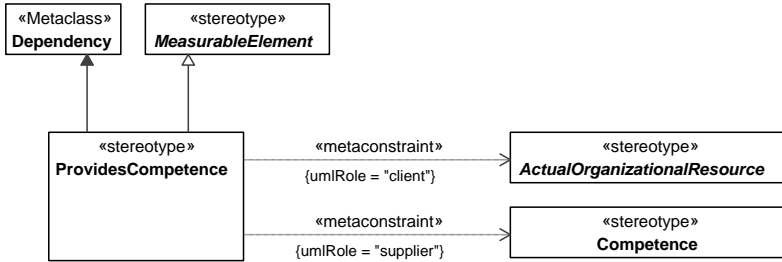 «Metaclass»
Dependency
«stereotype»
MeasurableElement
«stereotype»
ProvidesCompetence
«metaconstraint»
{umlRole = "client"}
«stereotype»
ActualOrganizationalResource
«metaconstraint»
{umlRole = "supplier"}
«stereotype»
Competence